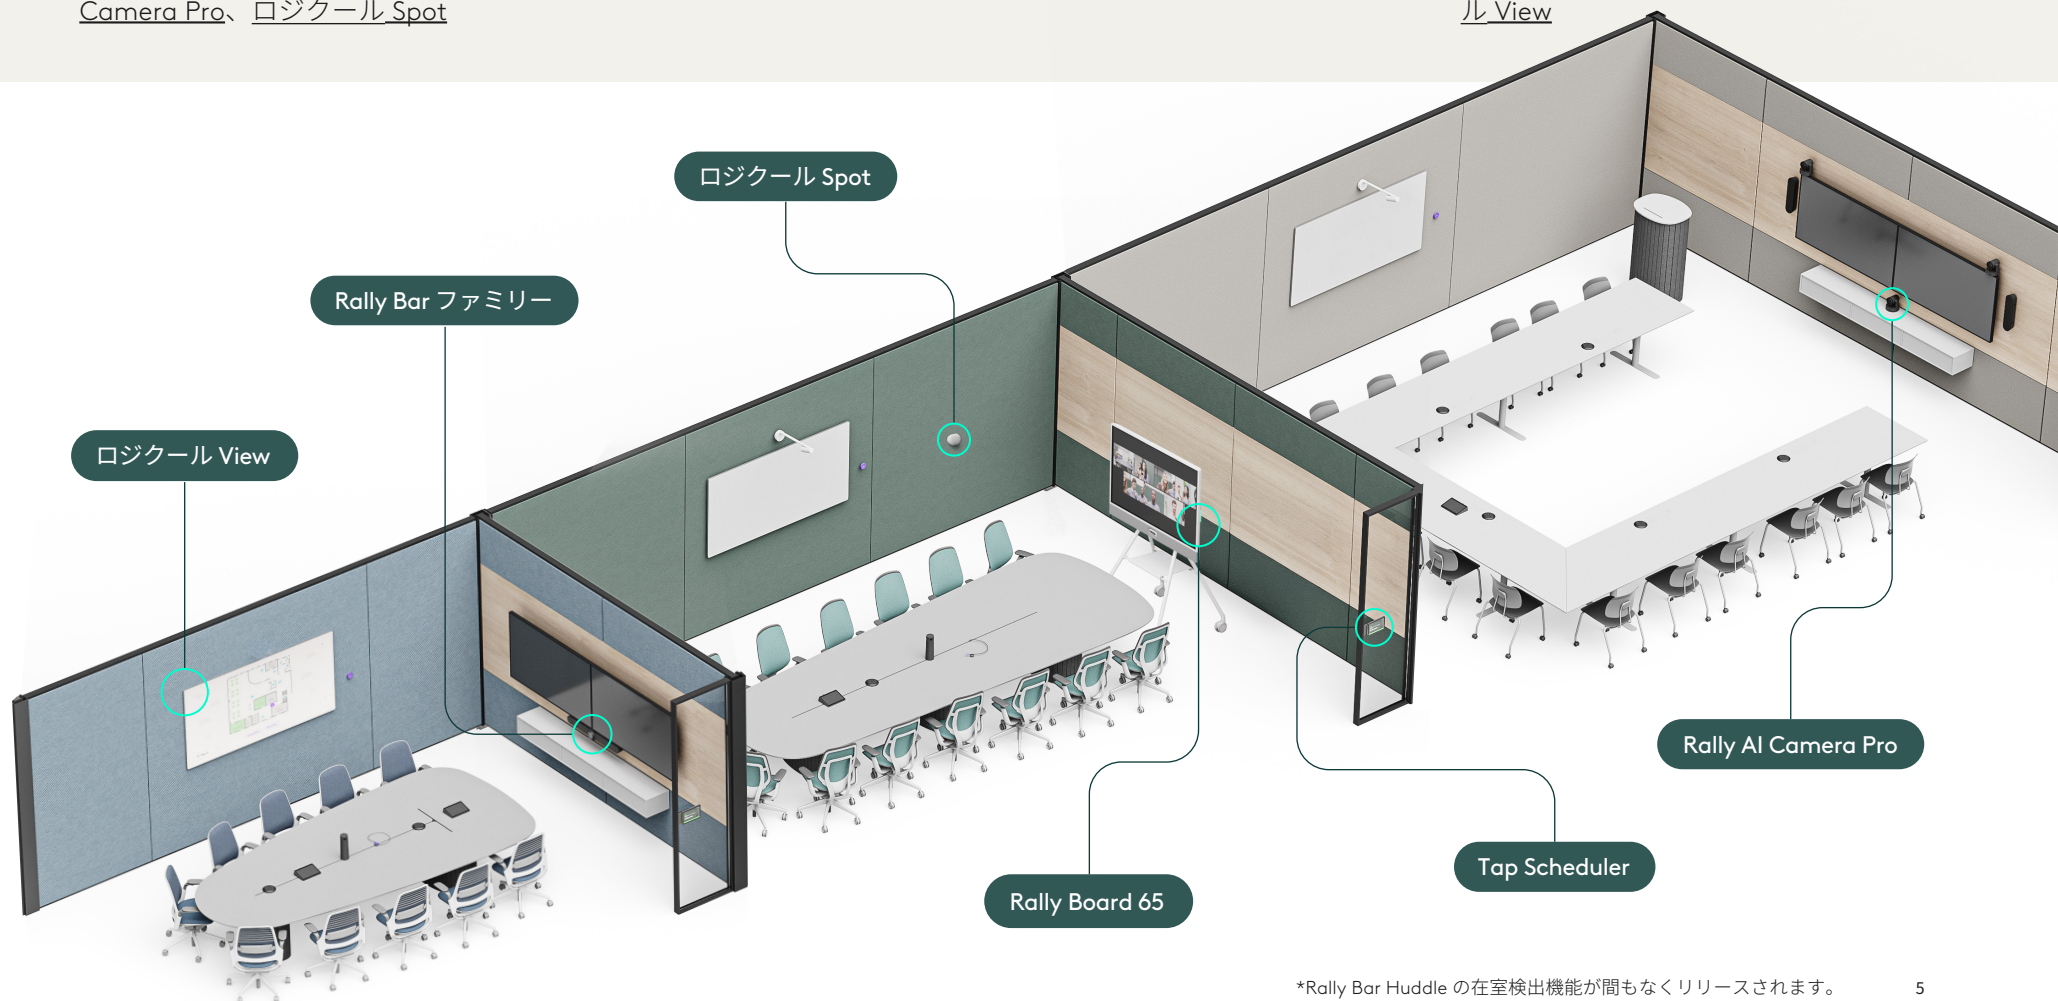 Camera Pro、ロジクール Spot
ル View
ロジクール Spot
Rally Bar ファミリー
ロジクール View
Rally AI Camera Pro
Tap Scheduler
Rally Board 65
*Rally Bar Huddle の在室検出機能が間もなくリリースされます。
5